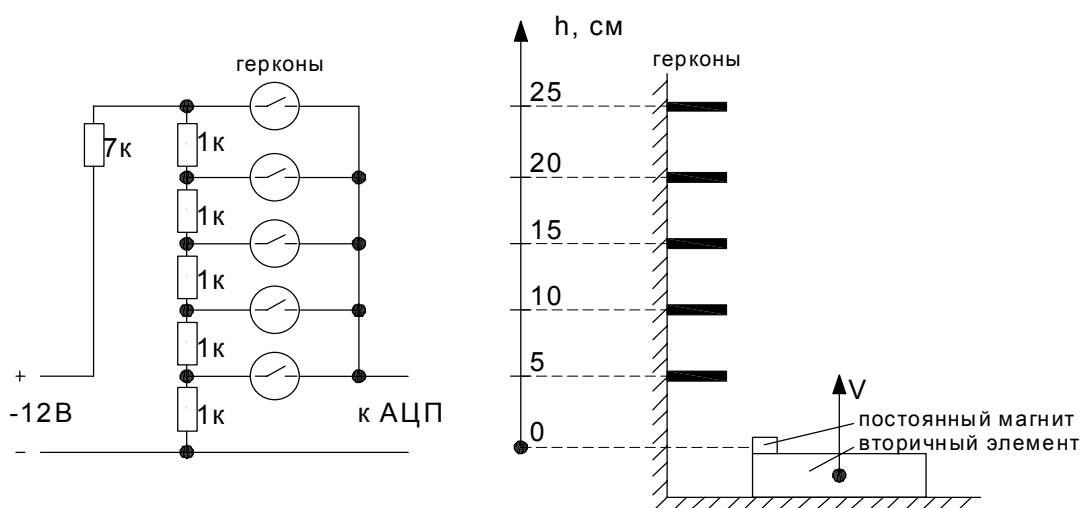 герконы
7к
1к
1к
1к
1к
1к
+
-12В
–
к АЦП
h, см
герконы
25
20
15
10
5
0
V
постоянный магнит
вторичный элемент